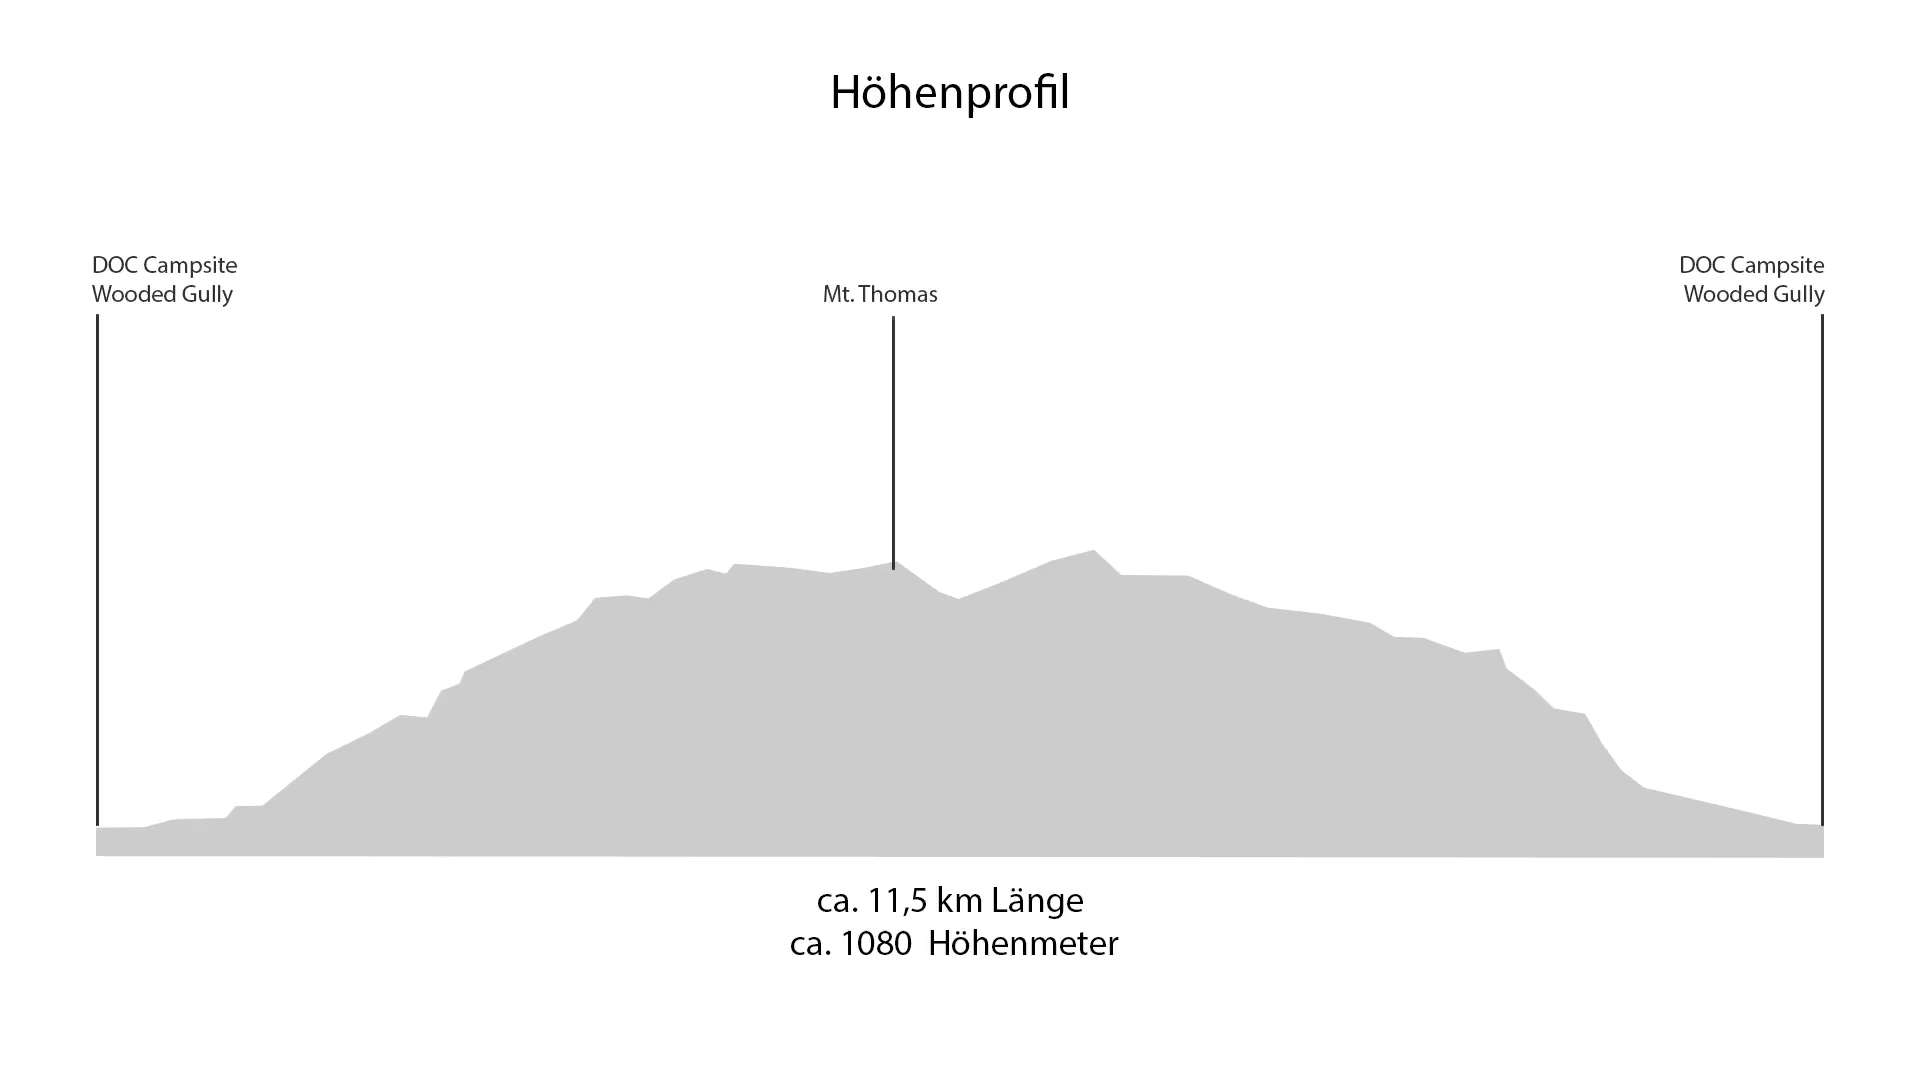 Höhenprofil
DOC Campsite
Wooded Gully
Mt. Thomas
DOC Campsite
Wooded Gully
ca. 11,5 km Länge
ca. 1080  Höhenmeter